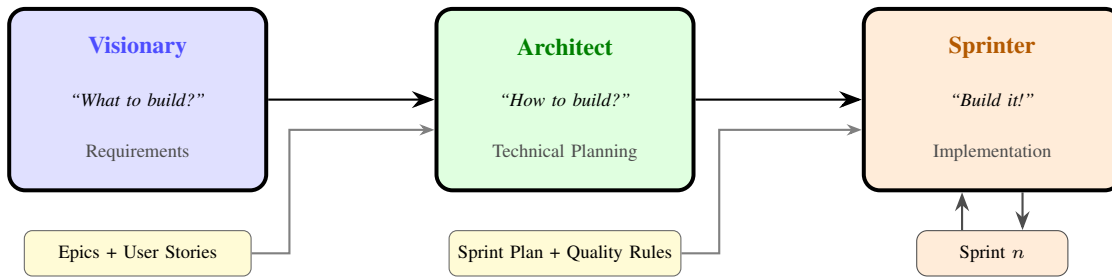 Visionary
“What to build?”
Requirements
Architect
“How to build?”
Technical Planning
Sprinter
“Build it!”
Implementation
Epics + User Stories
Sprint Plan + Quality Rules
Sprint n